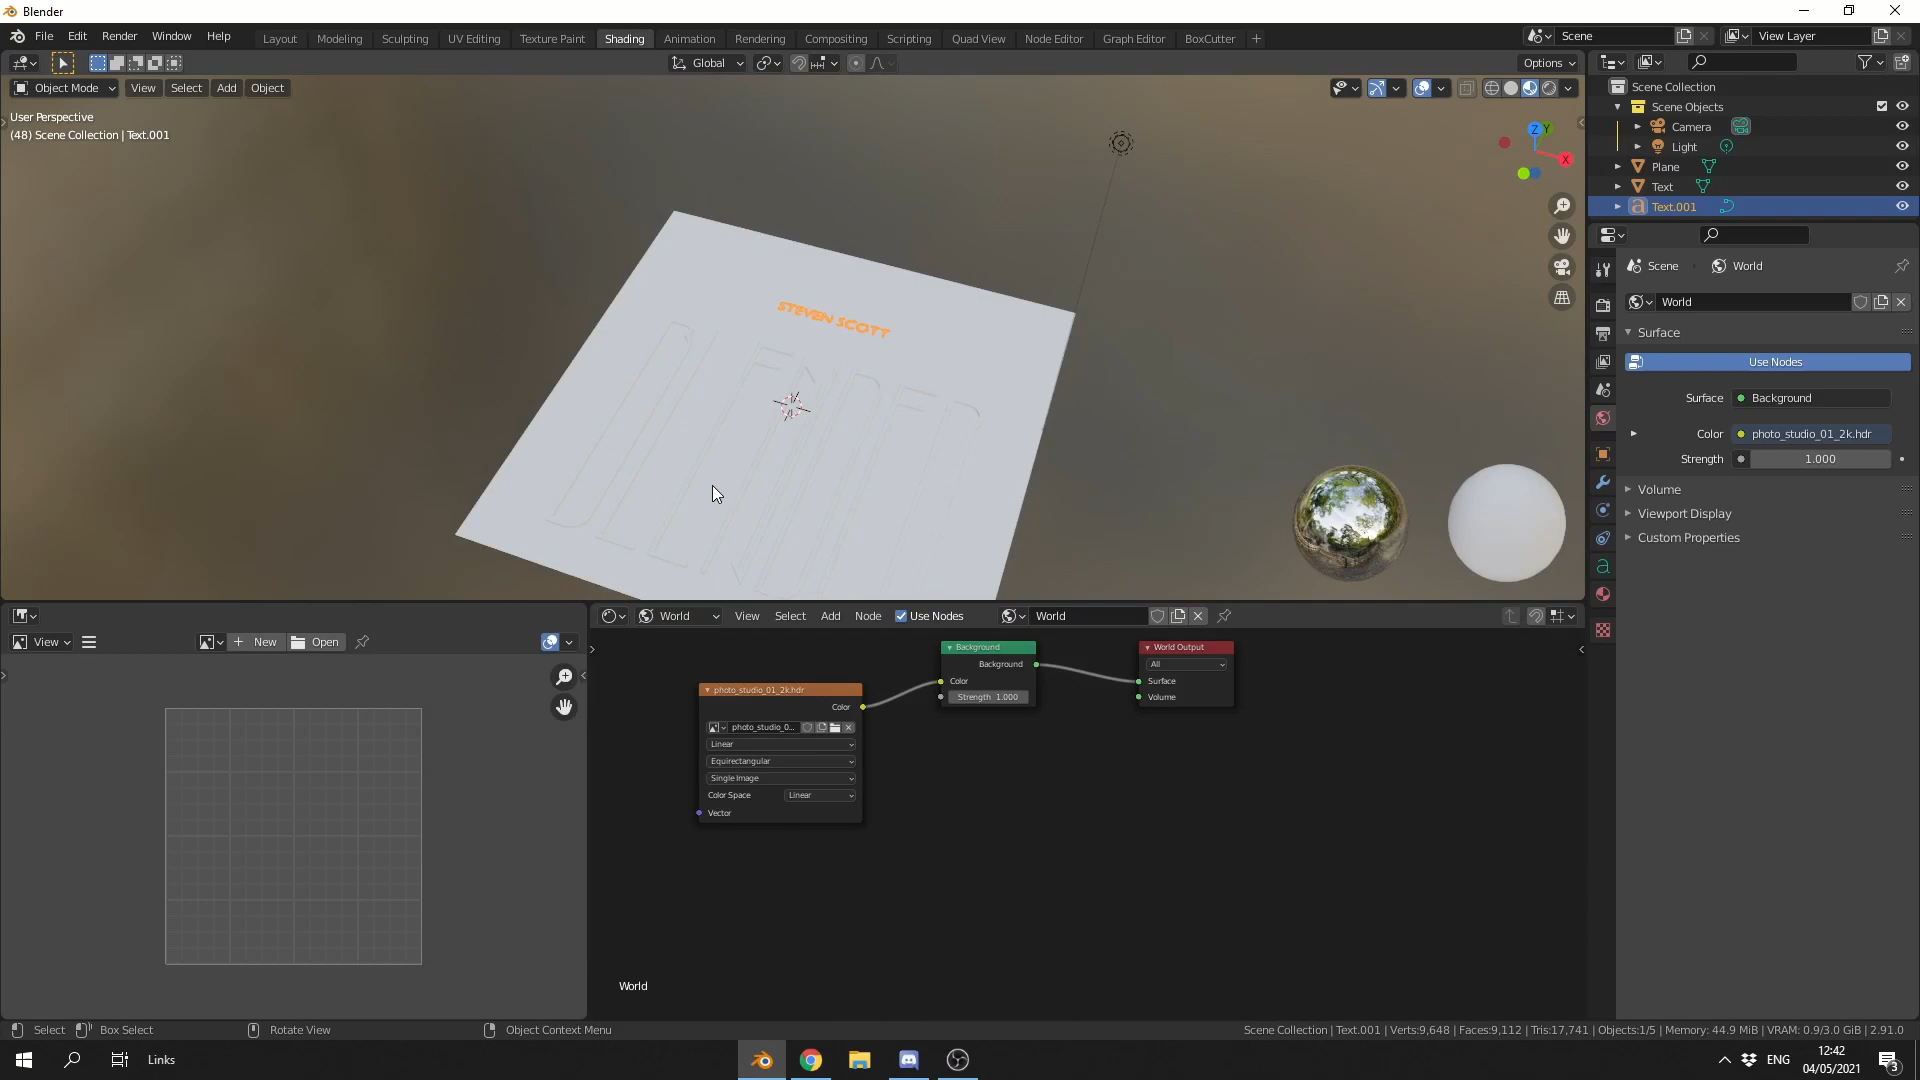 Blender
File Edit Render Window Help
Layout Modeling Sculpting UV Editing Texture Paint Shading Animation Rendering Compositing Scripting Quad View Node Editor Graph Editor BoxCutter +
Scene
View Layer
Global
Options
Object Mode View Select Add Object
User Perspective
(48) Scene Collection | Text.001
Z Y
X
STEVEN SCOTT
Scene Collection
Scene Objects
Camera
Light
Plane
Text
Text.001
Scene World
World
Surface
Use Nodes
Surface Background
Color photo_studio_01_2k.hdr
Strength 1.000
Volume
Viewport Display
Custom Properties
View
New
Open
World View Select Add Node Use Nodes World
photo_studio_01_2k.hdr
Color
photo_studio_0...
Linear
Equirectangular
Single Image
Color Space Linear
Vector
Background
Background
Color
Strength 1.000
World Output
All
Surface
Volume
World
Select Box Select Rotate View Object Context Menu
Scene Collection | Text.001 | Verts:9,648 | Faces:9,112 | Tris:17,741 | Objects:1/5 | Memory: 44.9 MiB | VRAM: 0.9/3.0 GiB | 2.91.0
Links
ENG
12:42
04/05/2021
3